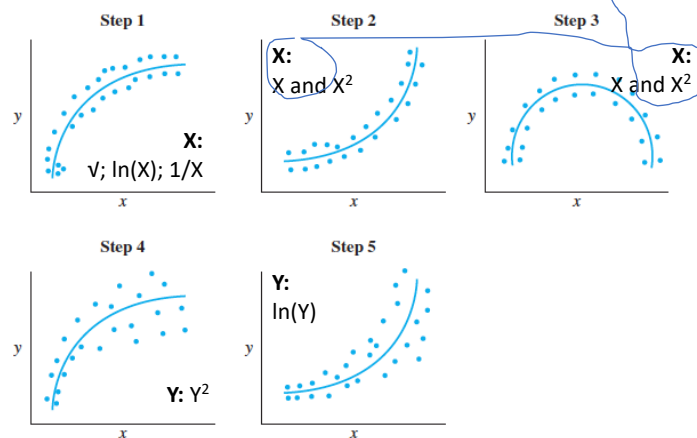 Step 1
Step 2
Step 3
X:
X and X²
X:
X and X²
y
y
y
X:
√; ln(X); 1/X
x
x
x
Step 4
Step 5
Y:
ln(Y)
y
y
Y: Y²
x
x